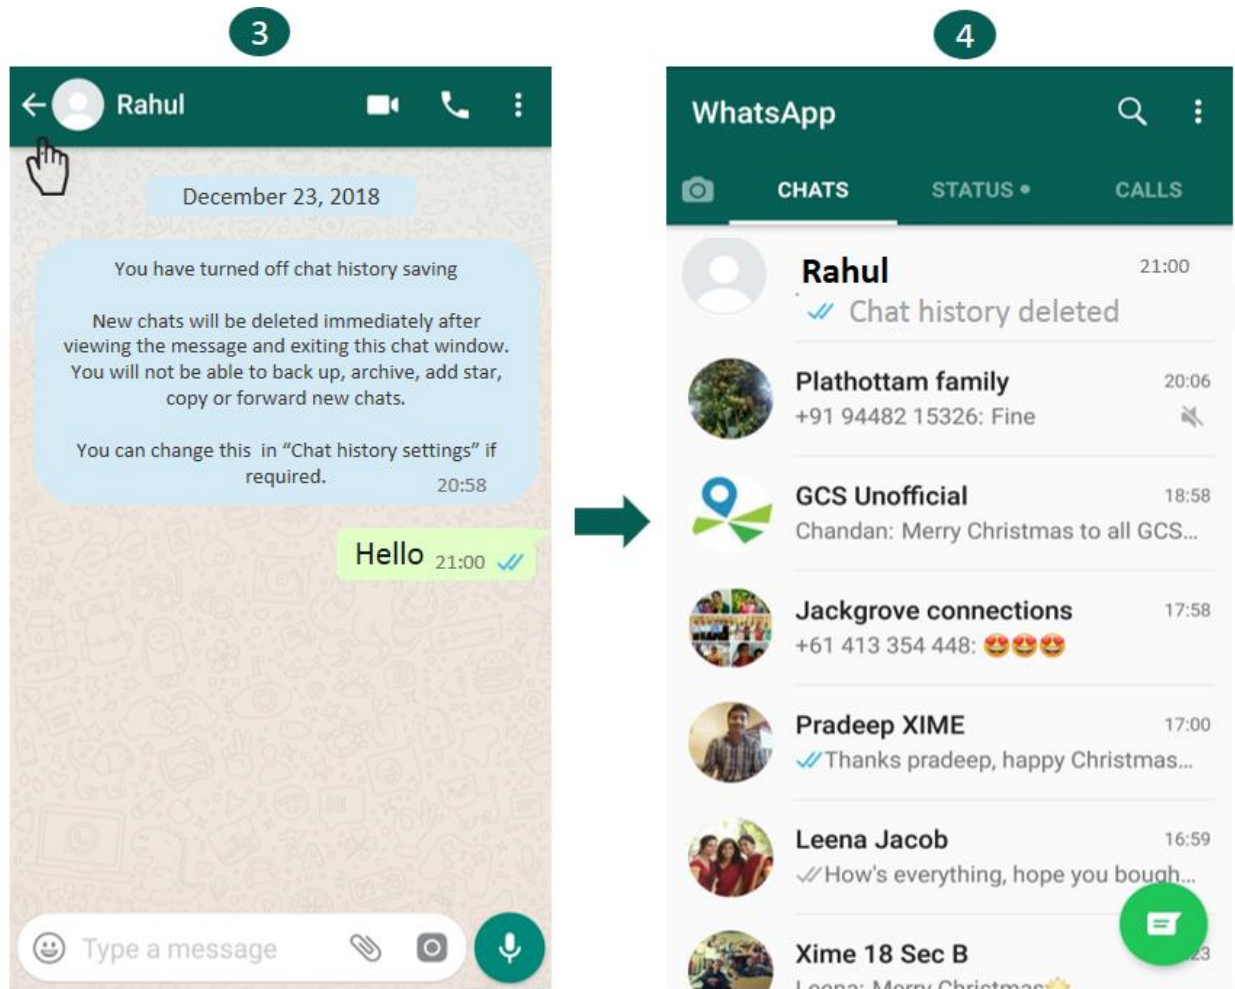 3
Rahul
December 23, 2018
You have turned off chat history saving
New chats will be deleted immediately after
viewing the message and exiting this chat window.
You will not be able to back up, archive, add star,
copy or forward new chats.
You can change this in “Chat history settings” if
required.
20:58
Hello 21:00
Type a message
4
WhatsApp
CHATS STATUS • CALLS
Rahul 21:00
Chat history deleted
Plathottam family 20:06
+91 94482 15326: Fine
GCS Unofficial 18:58
Chandan: Merry Christmas to all GCS...
Jackgrove connections 17:58
+61 413 354 448: 😍😍😍
Pradeep XIME 17:00
Thanks pradeep, happy Christmas...
Leena Jacob 16:59
How's everything, hope you bough...
Xime 18 Sec B
Leena: Merry Christmas🌟